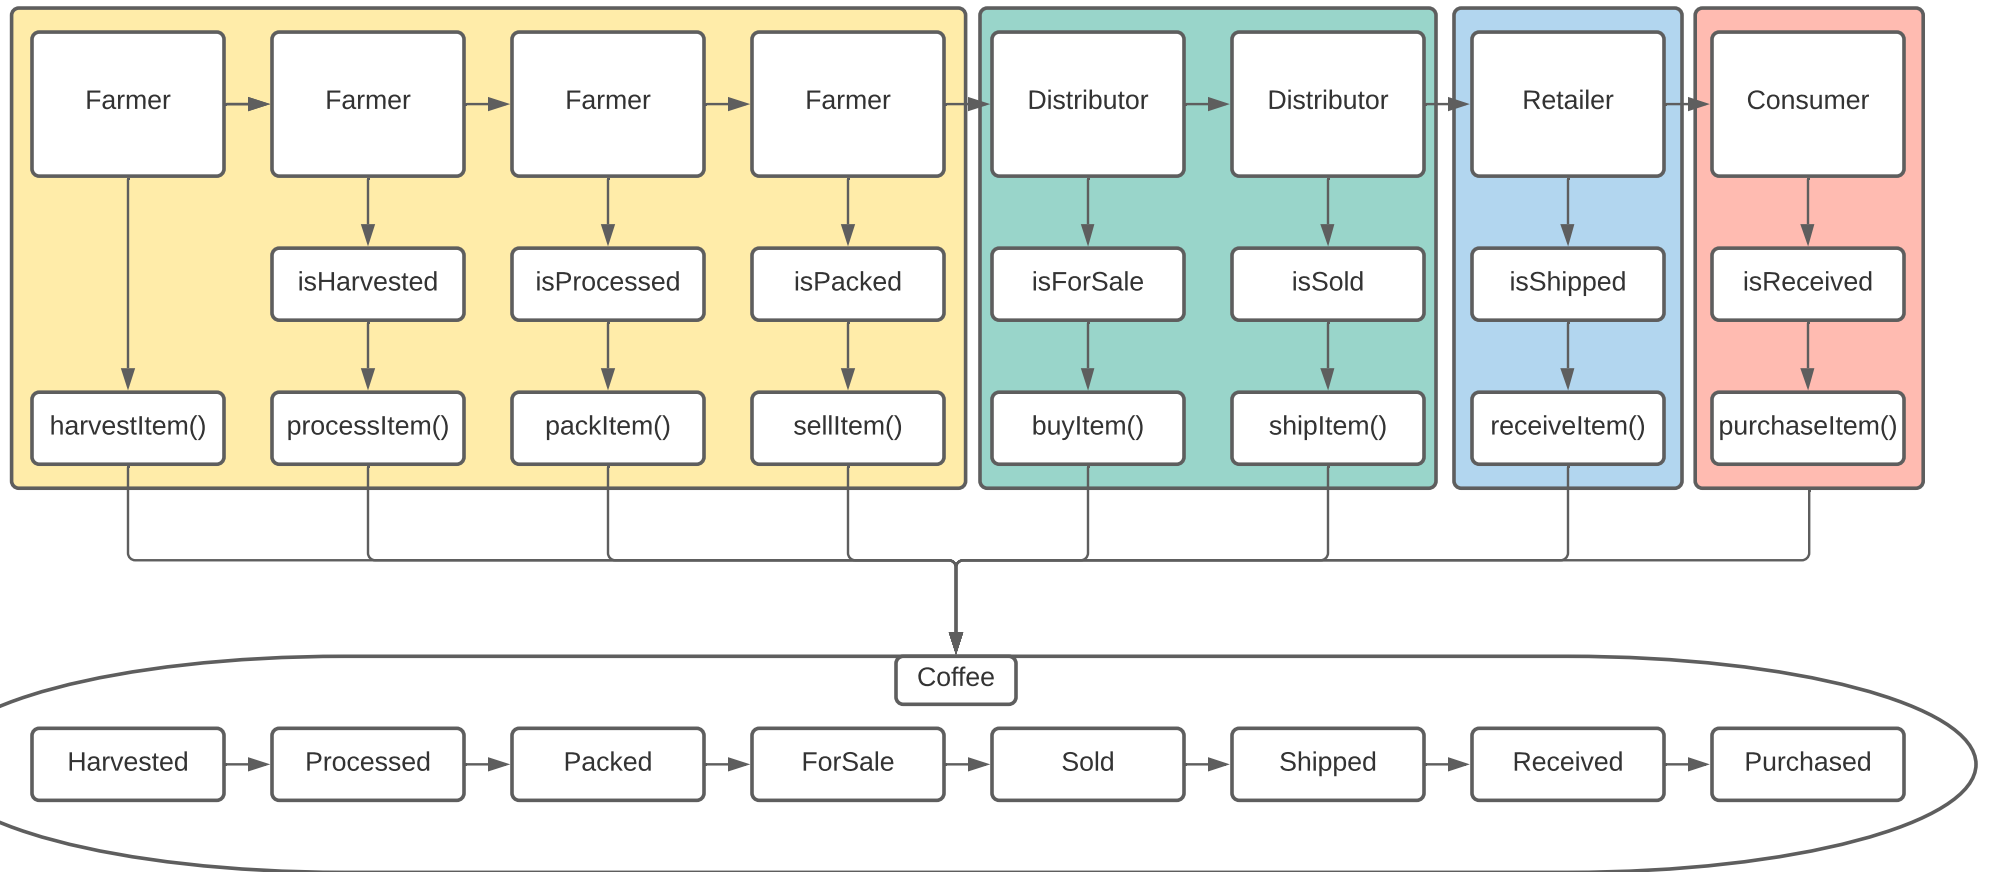 Farmer
Farmer
Farmer
Farmer
Distributor
Distributor
Retailer
Consumer
isHarvested
isProcessed
isPacked
isForSale
isSold
isShipped
isReceived
harvestItem()
processItem()
packItem()
sellItem()
buyItem()
shipItem()
receiveItem()
purchaseItem()
Coffee
Harvested
Processed
Packed
ForSale
Sold
Shipped
Received
Purchased